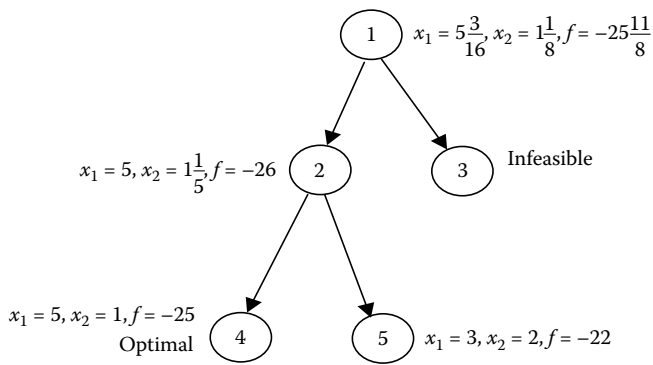 1
x₁ = 5 3/16, x₂ = 1 1/8, f = −25 11/8
2
x₁ = 5, x₂ = 1 1/5, f = −26
3
Infeasible
x₁ = 5, x₂ = 1, f = −25
Optimal
4
5
x₁ = 3, x₂ = 2, f = −22